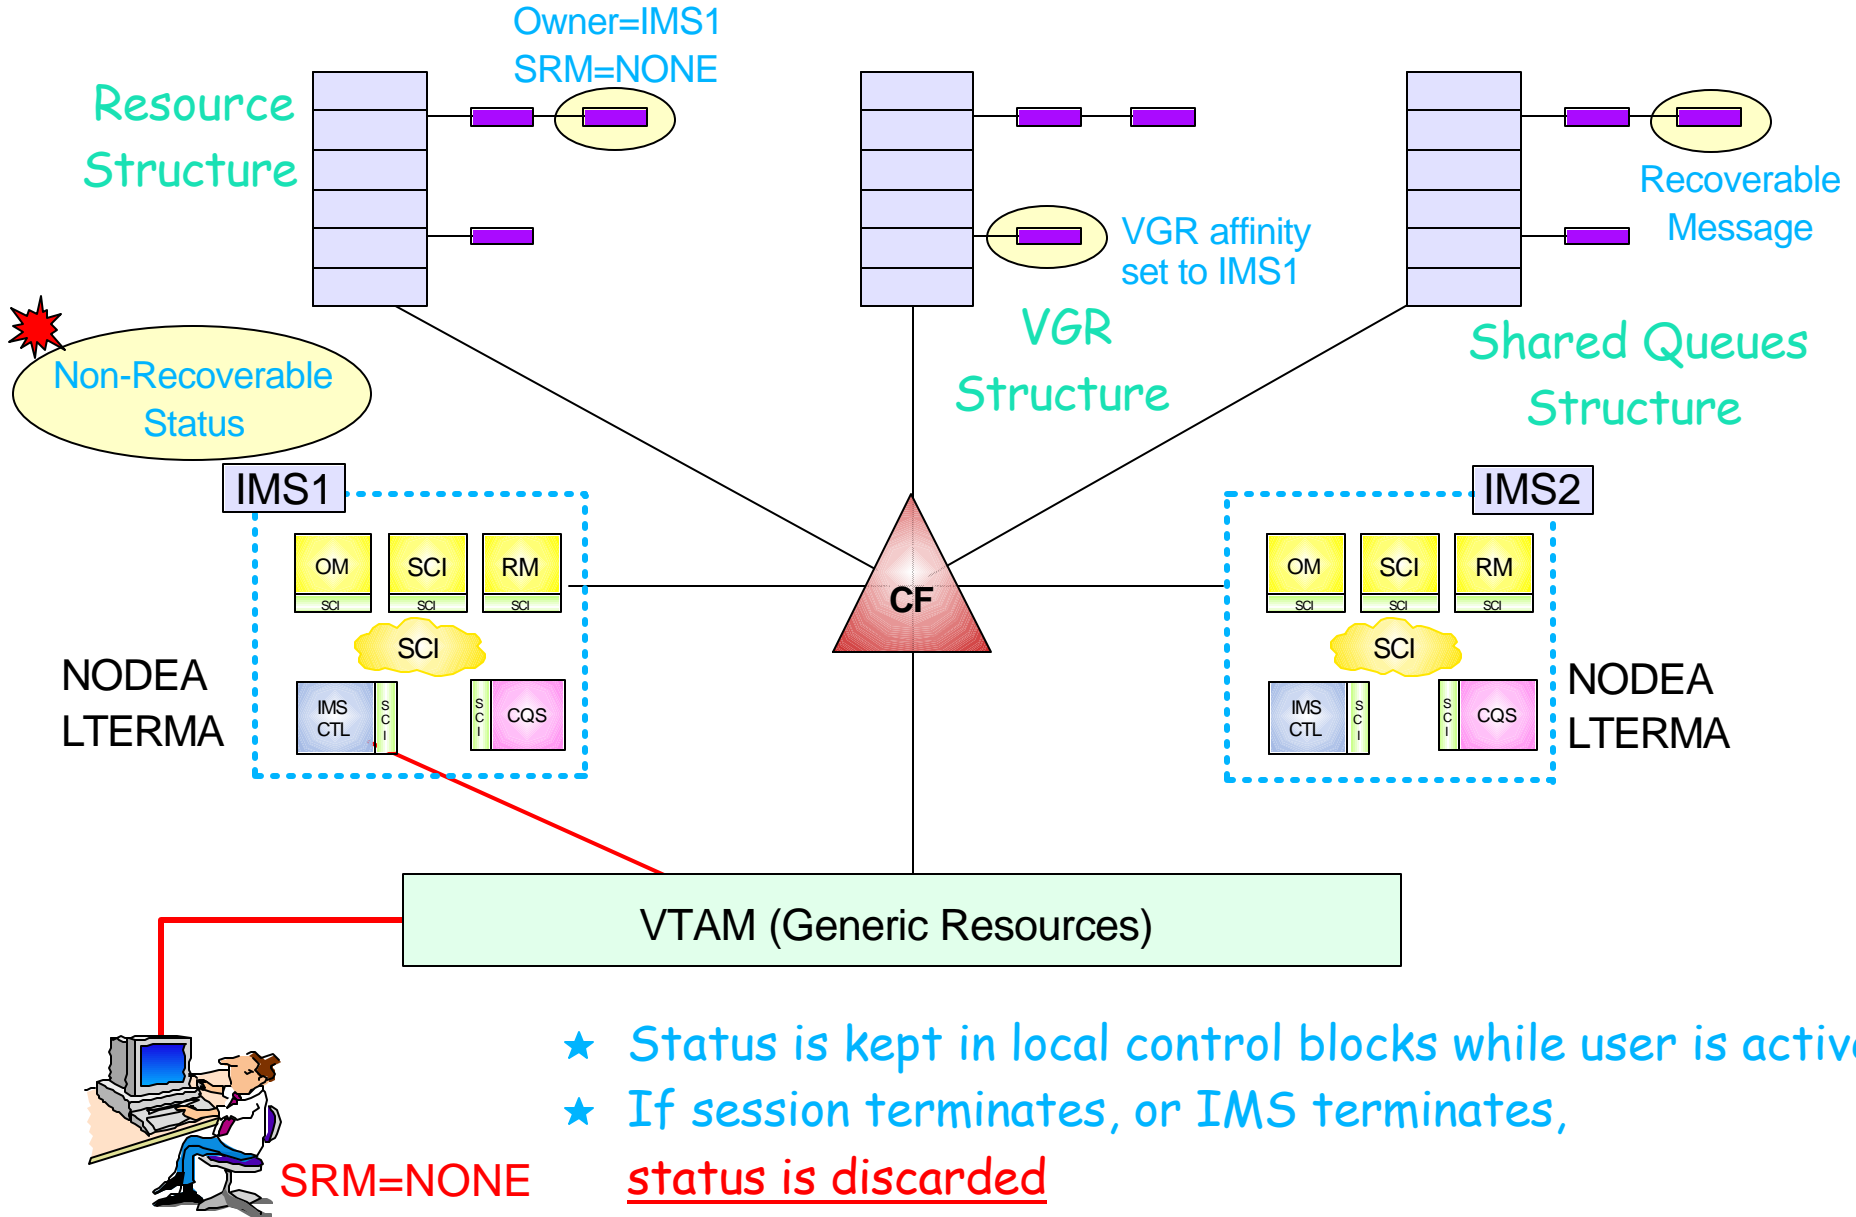 Owner=IMS1
SRM=NONE
Resource
Structure
VGR affinity
set to IMS1
VGR
Structure
Recoverable
Message
Shared Queues
Structure
Non-Recoverable
Status
IMS1
OM
SCI
RM
SCI
SCI
SCI
SCI
IMS
CTL
SCI
SCI
CQS
NODEA
LTERMA
CF
IMS2
OM
SCI
RM
SCI
SCI
SCI
SCI
IMS
CTL
SCI
SCI
CQS
NODEA
LTERMA
VTAM (Generic Resources)
SRM=NONE
Status is kept in local control blocks while user is active
If session terminates, or IMS terminates,
status is discarded